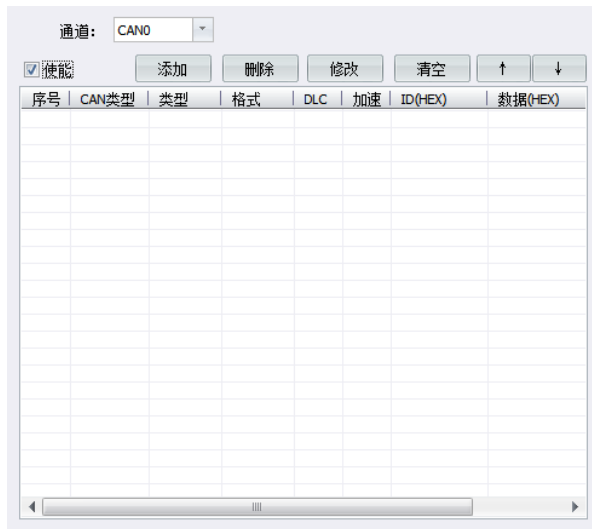 通道： CAN0
使能 添加 删除 修改 清空 ↑ ↓
序号 CAN类型 类型 格式 DLC 加速 ID(HEX) 数据(HEX)